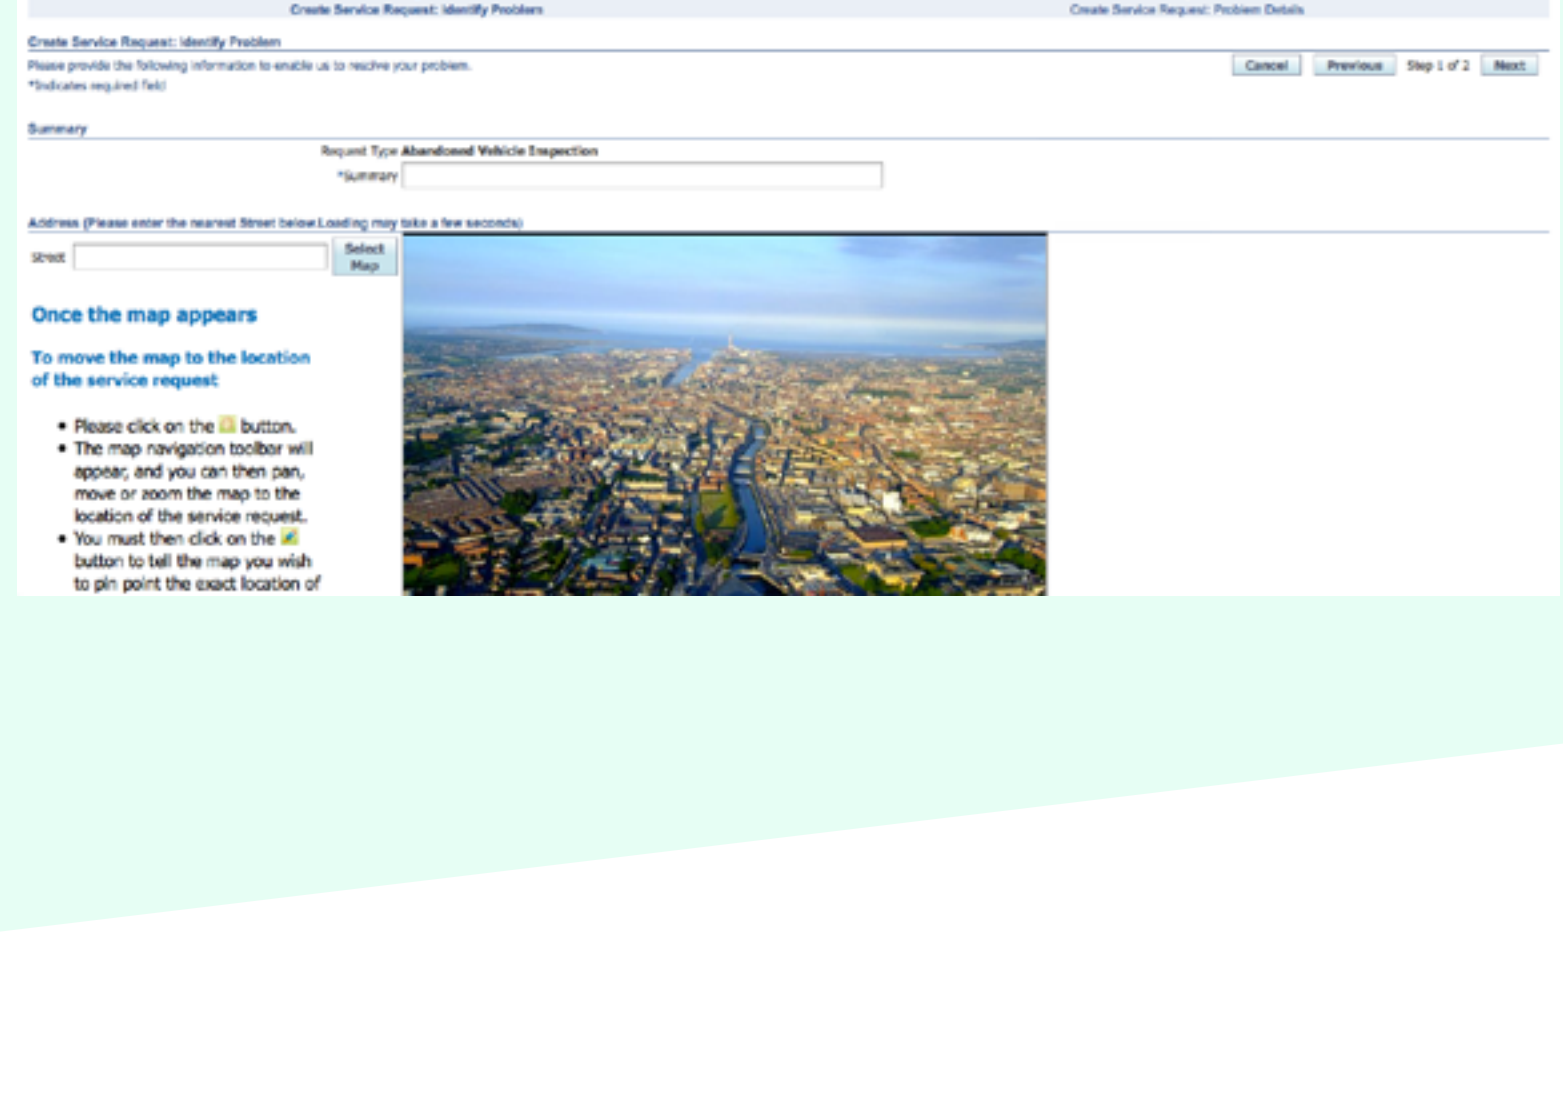 Create Service Request: Identify Problem
Create Service Request: Problem Details
Create Service Request: Identify Problem
Please provide the following information to enable us to resolve your problem.
Cancel Previous Step 1 of 2 Next
*Indicates required field
Summary
Request Type Abandoned Vehicle Inspection
*Summary
Address (Please enter the nearest Street below.Loading may take a few seconds)
Street
Select
Map
Once the map appears
To move the map to the location
of the service request
• Please click on the button.
• The map navigation toolbar will
appear, and you can then pan,
move or zoom the map to the
location of the service request.
• You must then click on the
button to tell the map you wish
to pin point the exact location of